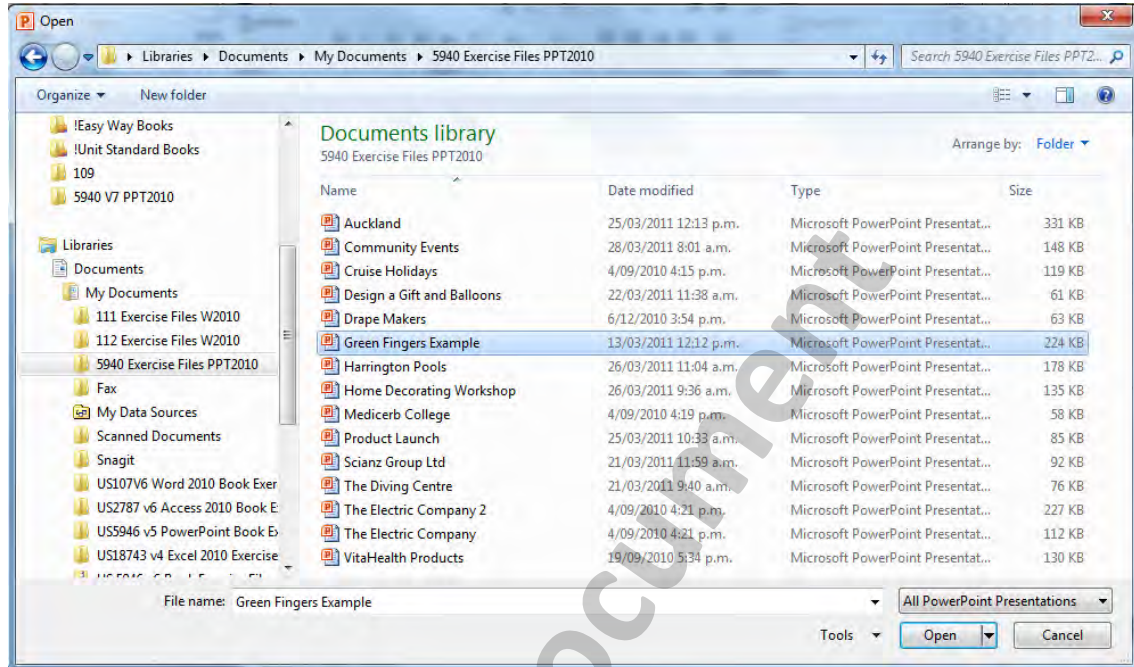 Open
Libraries Documents My Documents 5940 Exercise Files PPT2010 Search 5940 Exercise Files PPT2...
Organize New folder
!Easy Way Books
!Unit Standard Books
109
5940 V7 PPT2010
Libraries
Documents
My Documents
111 Exercise Files W2010
112 Exercise Files W2010
5940 Exercise Files PPT2010
Fax
My Data Sources
Scanned Documents
Snagit
US107V6 Word 2010 Book Exer
US2787 v6 Access 2010 Book E
US5946 v5 PowerPoint Book Ex
US18743 v4 Excel 2010 Exercise
Documents library
5940 Exercise Files PPT2010
Arrange by: Folder
Name Date modified Type Size
Auckland 25/03/2011 12:13 p.m. Microsoft PowerPoint Presentat... 331 KB
Community Events 28/03/2011 8:01 a.m. Microsoft PowerPoint Presentat... 148 KB
Cruise Holidays 4/09/2010 4:15 p.m. Microsoft PowerPoint Presentat... 119 KB
Design a Gift and Balloons 22/03/2011 11:38 a.m. Microsoft PowerPoint Presentat... 61 KB
Drape Makers 6/12/2010 3:54 p.m. Microsoft PowerPoint Presentat... 63 KB
Green Fingers Example 13/03/2011 12:12 p.m. Microsoft PowerPoint Presentat... 224 KB
Harrington Pools 26/03/2011 11:04 a.m. Microsoft PowerPoint Presentat... 178 KB
Home Decorating Workshop 26/03/2011 9:36 a.m. Microsoft PowerPoint Presentat... 135 KB
Medicerb College 4/09/2010 4:19 p.m. Microsoft PowerPoint Presentat... 58 KB
Product Launch 25/03/2011 10:33 a.m. Microsoft PowerPoint Presentat... 85 KB
Scianz Group Ltd 21/03/2011 11:59 a.m. Microsoft PowerPoint Presentat... 92 KB
The Diving Centre 21/03/2011 9:40 a.m. Microsoft PowerPoint Presentat... 76 KB
The Electric Company 2 4/09/2010 4:21 p.m. Microsoft PowerPoint Presentat... 227 KB
The Electric Company 4/09/2010 4:21 p.m. Microsoft PowerPoint Presentat... 112 KB
VitaHealth Products 19/09/2010 5:34 p.m. Microsoft PowerPoint Presentat... 130 KB
File name: Green Fingers Example All PowerPoint Presentations
Tools Open Cancel
ocument